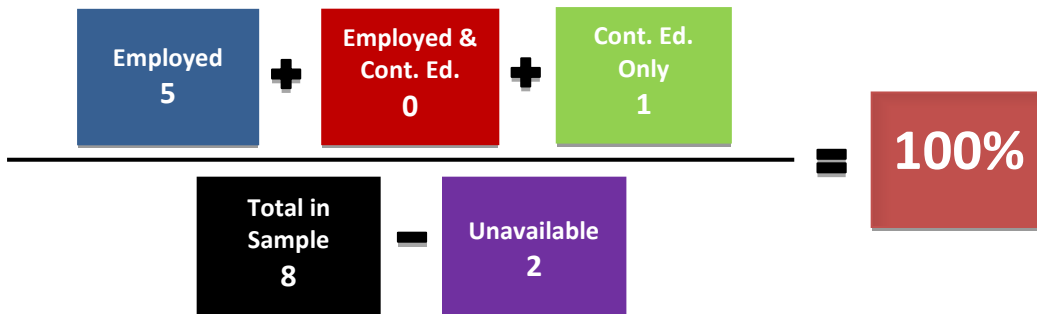 Employed
5
+
Employed &
Cont. Ed.
0
+
Cont. Ed.
Only
1
=
100%
Total in
Sample
8
-
Unavailable
2